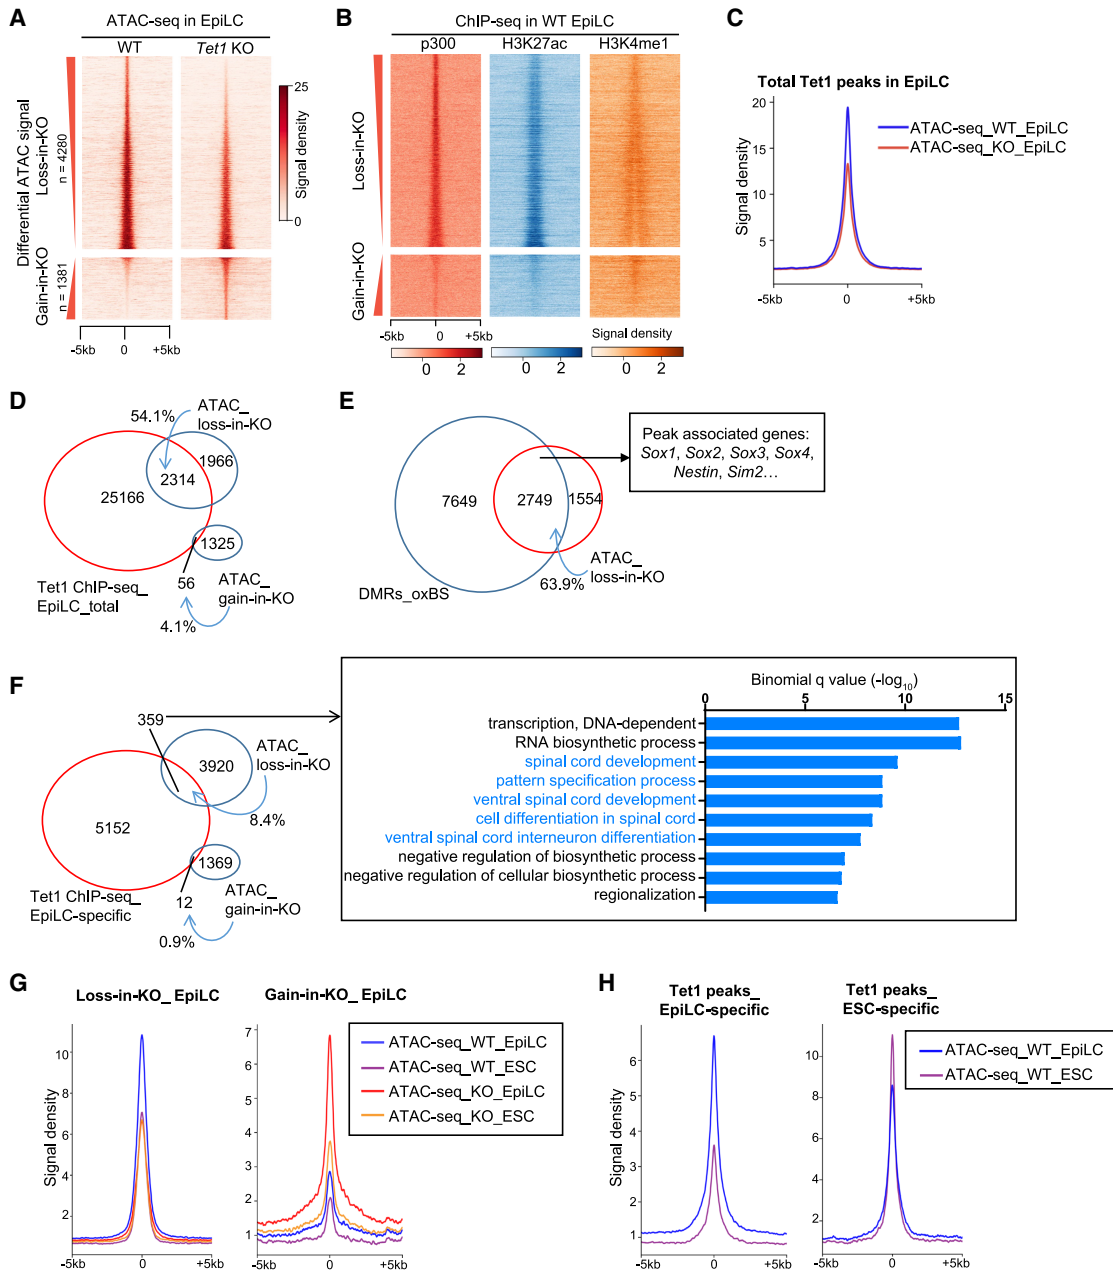 A
ATAC-seq in EpiLC
WT
Tet1 KO
Differential ATAC signal
Loss-in-KO
n = 4280
Gain-in-KO
n = 1381
25
0
Signal density
-5kb
0
+5kb
B
ChIP-seq in WT EpiLC
p300
H3K27ac
H3K4me1
Loss-in-KO
Gain-in-KO
-5kb
0
+5kb
Signal density
0 2
0 2
0 2
C
Total Tet1 peaks in EpiLC
Signal density
20
15
10
5
-5kb
0
+5kb
ATAC-seq_WT_EpiLC
ATAC-seq_KO_EpiLC
D
54.1%
ATAC_
loss-in-KO
1966
2314
25166
1325
Tet1 ChIP-seq_
EpiLC_total
56
ATAC_
gain-in-KO
4.1%
E
7649
2749
1554
DMRs_oxBS
63.9%
ATAC_
loss-in-KO
Peak associated genes:
Sox1, Sox2, Sox3, Sox4,
Nestin, Sim2...
F
359
3920
ATAC_
loss-in-KO
5152
8.4%
1369
Tet1 ChIP-seq_
EpiLC-specific
12
ATAC_
gain-in-KO
0.9%
Binomial q value (-log10)
0 5 10 15
transcription, DNA-dependent
RNA biosynthetic process
spinal cord development
pattern specification process
ventral spinal cord development
cell differentiation in spinal cord
ventral spinal cord interneuron differentiation
negative regulation of biosynthetic process
negative regulation of cellular biosynthetic process
regionalization
G
Loss-in-KO_ EpiLC
Signal density
10
8
6
4
2
-5kb
0
+5kb
Gain-in-KO_ EpiLC
7
6
5
4
3
2
1
-5kb
0
+5kb
ATAC-seq_WT_EpiLC
ATAC-seq_WT_ESC
ATAC-seq_KO_EpiLC
ATAC-seq_KO_ESC
H
Tet1 peaks_
EpiLC-specific
Signal density
6
4
3
2
1
-5kb
0
+5kb
Tet1 peaks_
ESC-specific
10
8
6
4
2
-5kb
0
+5kb
ATAC-seq_WT_EpiLC
ATAC-seq_WT_ESC